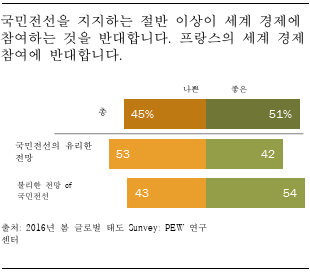 국민전선을 지지하는 절반 이상이 세계 경제에
참여하는 것을 반대합니다. 프랑스의 세계 경제
참여에 반대합니다.
나쁜 좋은
총 45% 51%
국민전선의 유리한
전망
53 42
불리한 전망 of
국민전선
43 54
출처: 2016년 봄 글로벌 태도 Survey: PEW 연구
센터